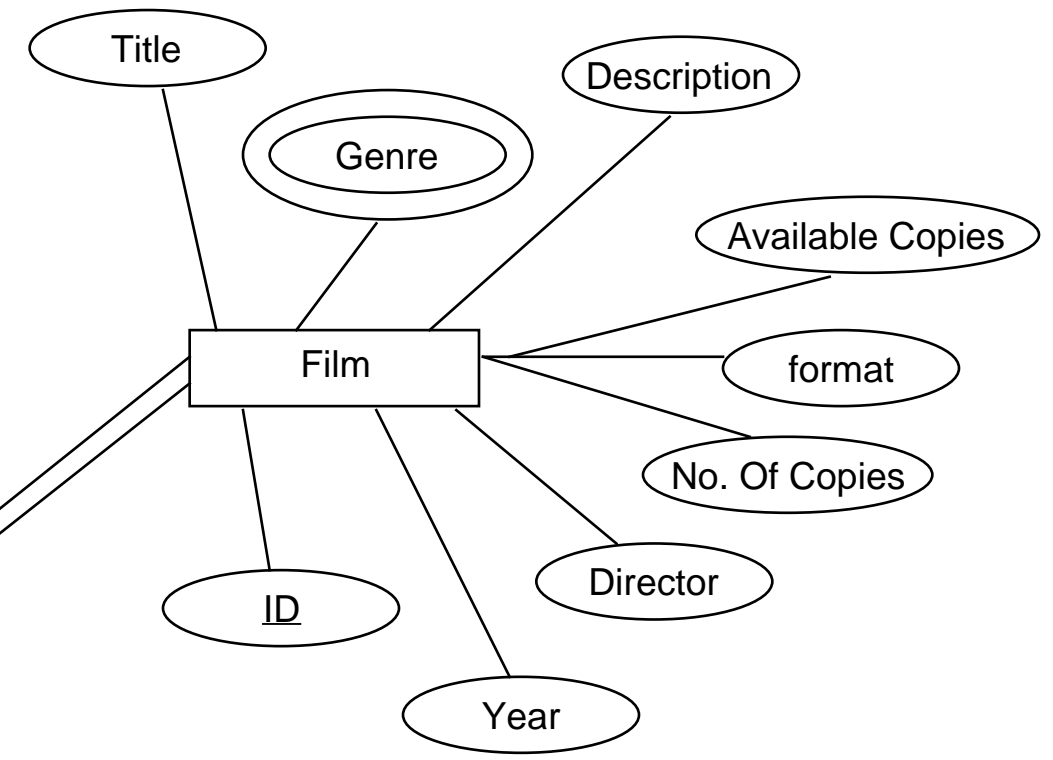 Title
Description
Genre
Available Copies
Film
format
No. Of Copies
Director
ID
Year